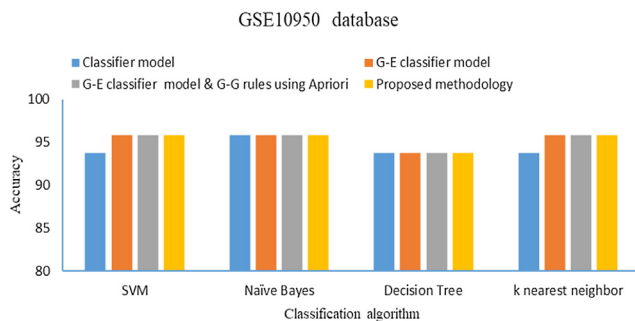 GSE10950 database
Classifier model
G-E classifier model
G-E classifier model & G-G rules using Apriori
Proposed methodology
100
95
90
85
80
Accuracy
SVM
Naïve Bayes
Decision Tree
k nearest neighbor
Classification algorithm